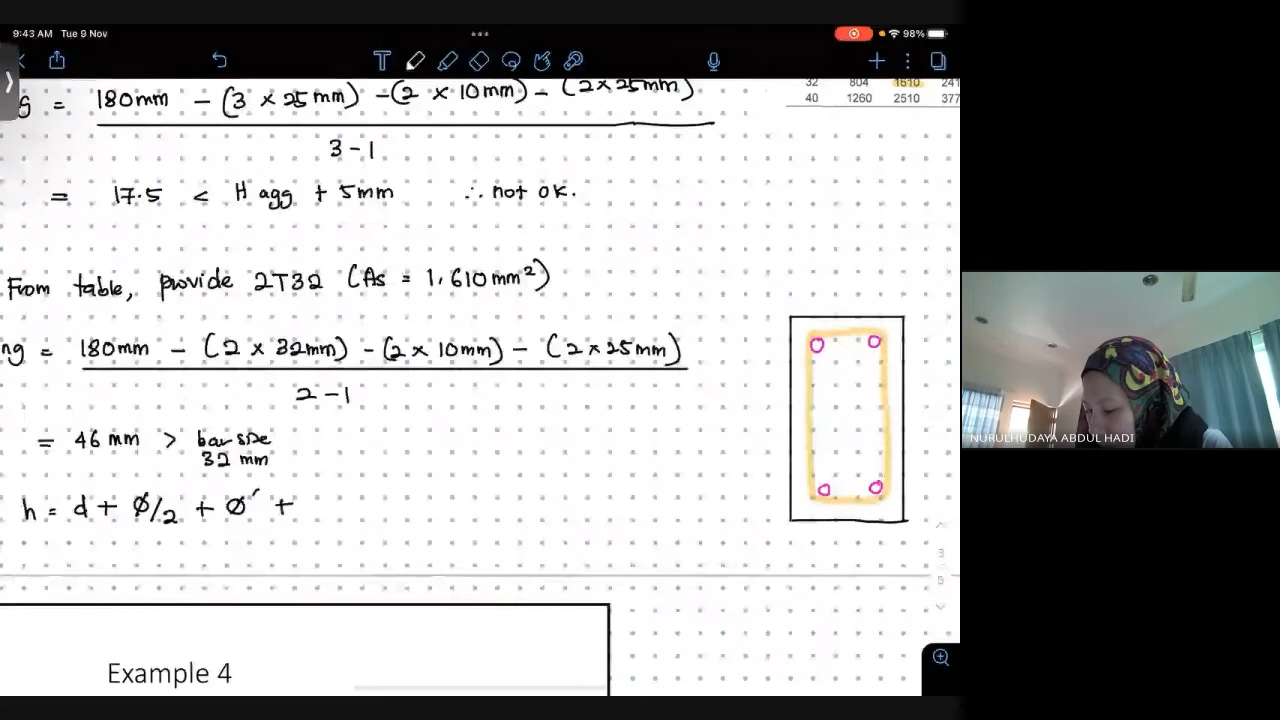 9:43 AM Tue 9 Nov
98%
32 804 1610 241
40 1260 2510 377
g = 180mm - (3 x 25mm) - (2 x 10mm) - (2 x 25mm)
3 - 1
= 17.5 < H agg + 5mm ∴ not ok.
From table, provide 2T32 (As = 1,610mm²)
ng = 180mm - (2 x 32mm) - (2 x 10mm) - (2 x 25mm)
2 - 1
= 46 mm > bar size
32 mm
h = d + Ø/2 + Ø' +
3
5
Example 4
NURULHUDAYA ABDUL HADI